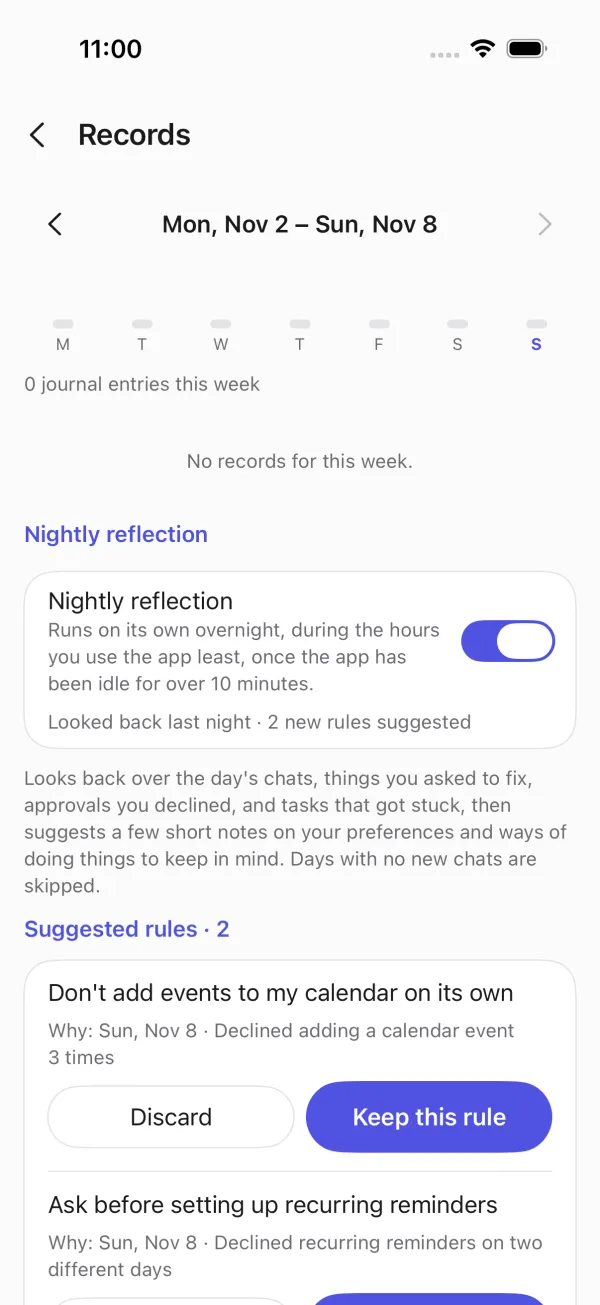 11:00
Records
Mon, Nov 2 – Sun, Nov 8
M T W T F S S
0 journal entries this week
No records for this week.
Nightly reflection
Nightly reflection
Runs on its own overnight, during the hours
you use the app least, once the app has
been idle for over 10 minutes.
Looked back last night · 2 new rules suggested
Looks back over the day's chats, things you asked to fix,
approvals you declined, and tasks that got stuck, then
suggests a few short notes on your preferences and ways of
doing things to keep in mind. Days with no new chats are
skipped.
Suggested rules · 2
Don't add events to my calendar on its own
Why: Sun, Nov 8 · Declined adding a calendar event
3 times
Discard Keep this rule
Ask before setting up recurring reminders
Why: Sun, Nov 8 · Declined recurring reminders on two
different days